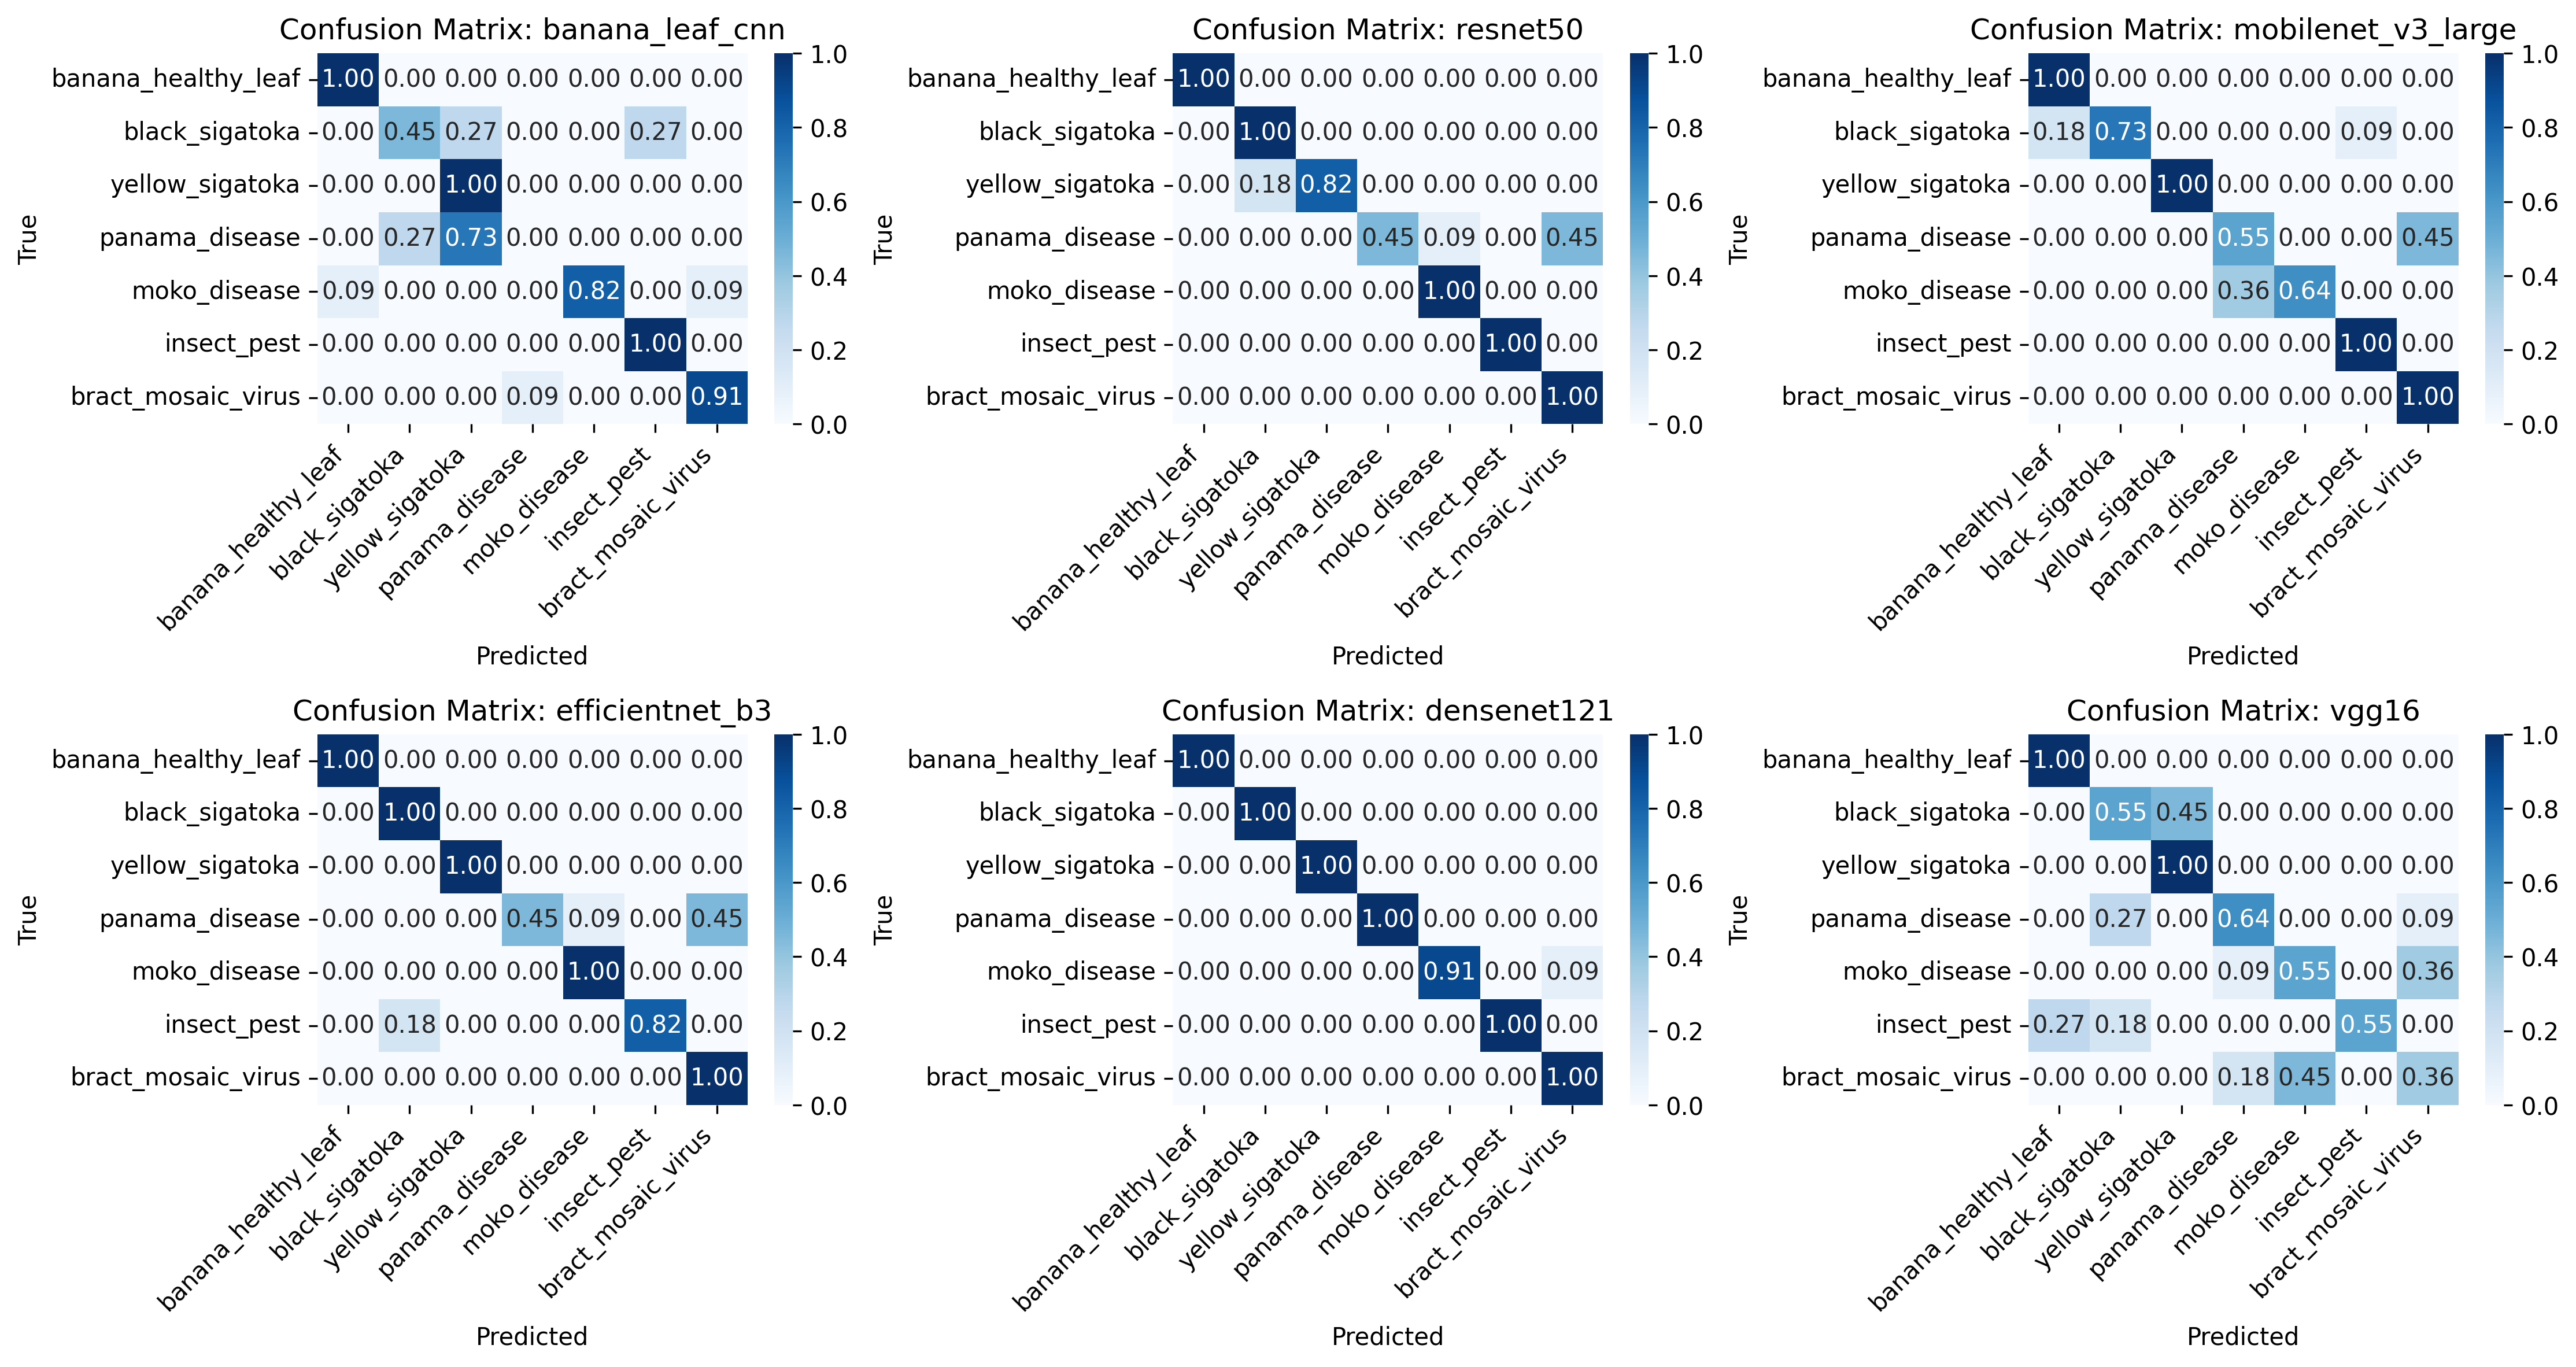 Confusion Matrix: banana_leaf_cnn
True
banana_healthy_leaf 1.00 0.00 0.00 0.00 0.00 0.00 0.00
black_sigatoka 0.00 0.45 0.27 0.00 0.00 0.27 0.00
yellow_sigatoka 0.00 0.00 1.00 0.00 0.00 0.00 0.00
panama_disease 0.00 0.27 0.73 0.00 0.00 0.00 0.00
moko_disease 0.09 0.00 0.00 0.00 0.82 0.00 0.09
insect_pest 0.00 0.00 0.00 0.00 0.00 1.00 0.00
bract_mosaic_virus 0.00 0.00 0.00 0.09 0.00 0.00 0.91
1.0
0.8
0.6
0.4
0.2
0.0
banana_healthy_leaf
black_sigatoka
yellow_sigatoka
panama_disease
moko_disease
insect_pest
bract_mosaic_virus
Predicted
Confusion Matrix: resnet50
True
banana_healthy_leaf 1.00 0.00 0.00 0.00 0.00 0.00 0.00
black_sigatoka 0.00 1.00 0.00 0.00 0.00 0.00 0.00
yellow_sigatoka 0.00 0.18 0.82 0.00 0.00 0.00 0.00
panama_disease 0.00 0.00 0.00 0.45 0.09 0.00 0.45
moko_disease 0.00 0.00 0.00 0.00 1.00 0.00 0.00
insect_pest 0.00 0.00 0.00 0.00 0.00 1.00 0.00
bract_mosaic_virus 0.00 0.00 0.00 0.00 0.00 0.00 1.00
1.0
0.8
0.6
0.4
0.2
0.0
banana_healthy_leaf
black_sigatoka
yellow_sigatoka
panama_disease
moko_disease
insect_pest
bract_mosaic_virus
Predicted
Confusion Matrix: mobilenet_v3_large
True
banana_healthy_leaf 1.00 0.00 0.00 0.00 0.00 0.00 0.00
black_sigatoka 0.18 0.73 0.00 0.00 0.00 0.09 0.00
yellow_sigatoka 0.00 0.00 1.00 0.00 0.00 0.00 0.00
panama_disease 0.00 0.00 0.00 0.55 0.00 0.00 0.45
moko_disease 0.00 0.00 0.00 0.36 0.64 0.00 0.00
insect_pest 0.00 0.00 0.00 0.00 0.00 1.00 0.00
bract_mosaic_virus 0.00 0.00 0.00 0.00 0.00 0.00 1.00
1.0
0.8
0.6
0.4
0.2
0.0
banana_healthy_leaf
black_sigatoka
yellow_sigatoka
panama_disease
moko_disease
insect_pest
bract_mosaic_virus
Predicted
Confusion Matrix: efficientnet_b3
True
banana_healthy_leaf 1.00 0.00 0.00 0.00 0.00 0.00 0.00
black_sigatoka 0.00 1.00 0.00 0.00 0.00 0.00 0.00
yellow_sigatoka 0.00 0.00 1.00 0.00 0.00 0.00 0.00
panama_disease 0.00 0.00 0.00 0.45 0.09 0.00 0.45
moko_disease 0.00 0.00 0.00 0.00 1.00 0.00 0.00
insect_pest 0.00 0.18 0.00 0.00 0.00 0.82 0.00
bract_mosaic_virus 0.00 0.00 0.00 0.00 0.00 0.00 1.00
1.0
0.8
0.6
0.4
0.2
0.0
banana_healthy_leaf
black_sigatoka
yellow_sigatoka
panama_disease
moko_disease
insect_pest
bract_mosaic_virus
Predicted
Confusion Matrix: densenet121
True
banana_healthy_leaf 1.00 0.00 0.00 0.00 0.00 0.00 0.00
black_sigatoka 0.00 1.00 0.00 0.00 0.00 0.00 0.00
yellow_sigatoka 0.00 0.00 1.00 0.00 0.00 0.00 0.00
panama_disease 0.00 0.00 0.00 1.00 0.00 0.00 0.00
moko_disease 0.00 0.00 0.00 0.00 0.91 0.00 0.09
insect_pest 0.00 0.00 0.00 0.00 0.00 1.00 0.00
bract_mosaic_virus 0.00 0.00 0.00 0.00 0.00 0.00 1.00
1.0
0.8
0.6
0.4
0.2
0.0
banana_healthy_leaf
black_sigatoka
yellow_sigatoka
panama_disease
moko_disease
insect_pest
bract_mosaic_virus
Predicted
Confusion Matrix: vgg16
True
banana_healthy_leaf 1.00 0.00 0.00 0.00 0.00 0.00 0.00
black_sigatoka 0.00 0.55 0.45 0.00 0.00 0.00 0.00
yellow_sigatoka 0.00 0.00 1.00 0.00 0.00 0.00 0.00
panama_disease 0.00 0.27 0.00 0.64 0.00 0.00 0.09
moko_disease 0.00 0.00 0.00 0.09 0.55 0.00 0.36
insect_pest 0.27 0.18 0.00 0.00 0.00 0.55 0.00
bract_mosaic_virus 0.00 0.00 0.00 0.18 0.45 0.00 0.36
1.0
0.8
0.6
0.4
0.2
0.0
banana_healthy_leaf
black_sigatoka
yellow_sigatoka
panama_disease
moko_disease
insect_pest
bract_mosaic_virus
Predicted